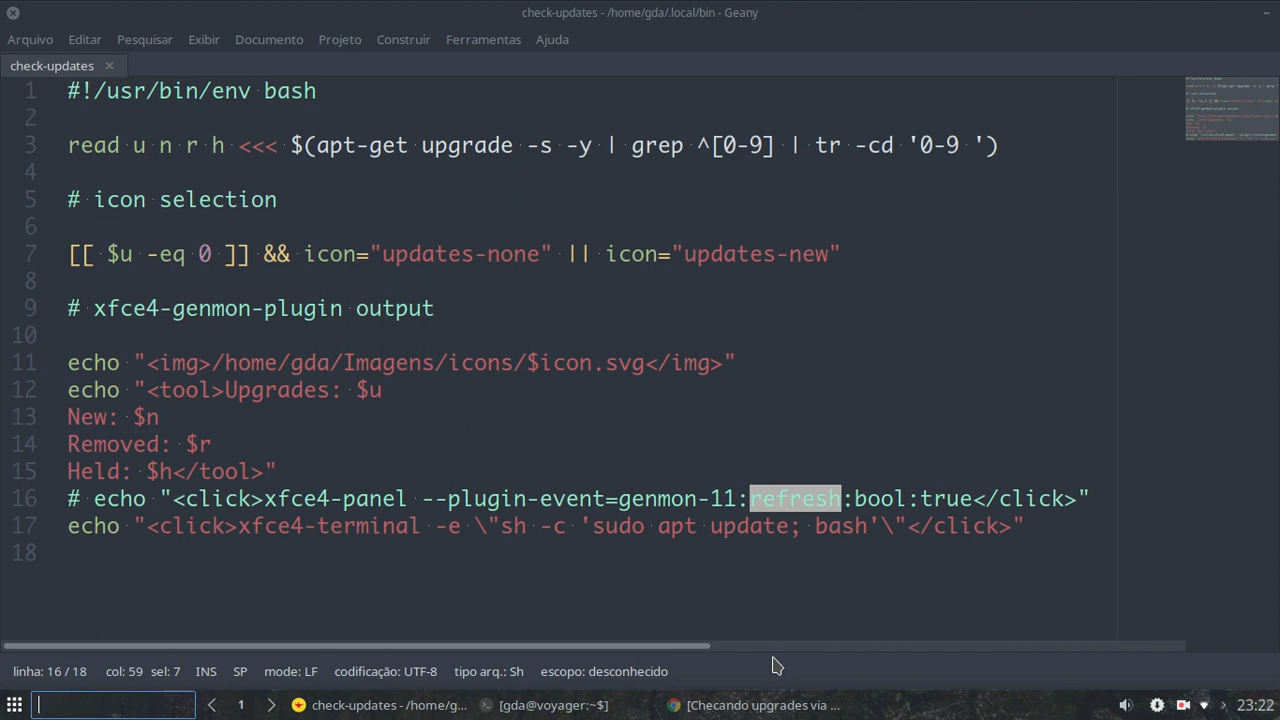 check-updates - /home/gda/.local/bin - Geany
Arquivo Editar Pesquisar Exibir Documento Projeto Construir Ferramentas Ajuda
check-updates
1 #!/usr/bin/env bash
2
3 read u n r h <<< $(apt-get upgrade -s -y | grep ^[0-9] | tr -cd '0-9 ')
4
5 # icon selection
6
7 [[ $u -eq 0 ]] && icon="updates-none" || icon="updates-new"
8
9 # xfce4-genmon-plugin output
10
11 echo "<img>/home/gda/Imagens/icons/$icon.svg</img>"
12 echo "<tool>Upgrades: $u
13 New: $n
14 Removed: $r
15 Held: $h</tool>"
16 # echo "<click>xfce4-panel --plugin-event=genmon-11:refresh:bool:true</click>"
17 echo "<click>xfce4-terminal -e \"sh -c 'sudo apt update; bash'\"</click>"
18
linha: 16 / 18 col: 59 sel: 7 INS SP mode: LF codificação: UTF-8 tipo arq.: Sh escopo: desconhecido
1 check-updates - /home/g... [gda@voyager:~$] [Checando upgrades via ... 23:22